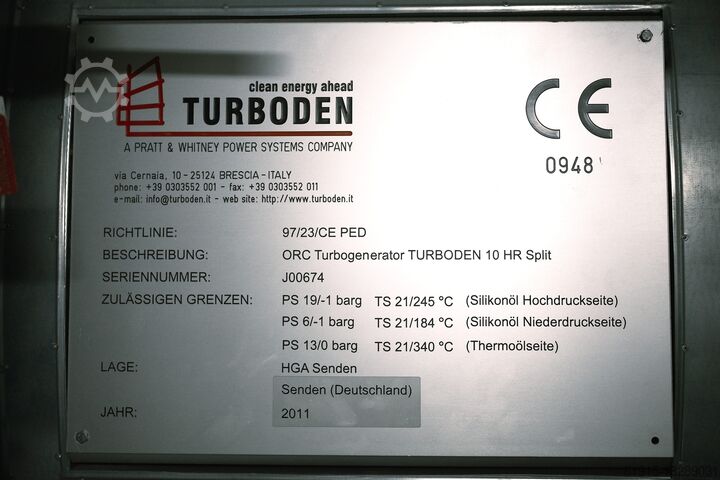 clean energy ahead
TURBODEN
A PRATT & WHITNEY POWER SYSTEMS COMPANY
CE
0948
via Cernaia, 10 - 25124 BRESCIA - ITALY
phone: +39 0303552 001 - fax: +39 0303552 011
e-mail: info@turboden.it - web site: http://www.turboden.it
RICHTLINIE: 97/23/CE PED
BESCHREIBUNG: ORC Turbogenerator TURBODEN 10 HR Split
SERIENNUMMER: J00674
ZULÄSSIGEN GRENZEN: PS 19/-1 barg TS 21/245 ºC (Silikonöl Hochdruckseite)
PS 6/-1 barg TS 21/184 ºC (Silikonöl Niederdruckseite)
PS 13/0 barg TS 21/340 ºC (Thermoölseite)
LAGE: HGA Senden
Senden (Deutschland)
JAHR: 2011